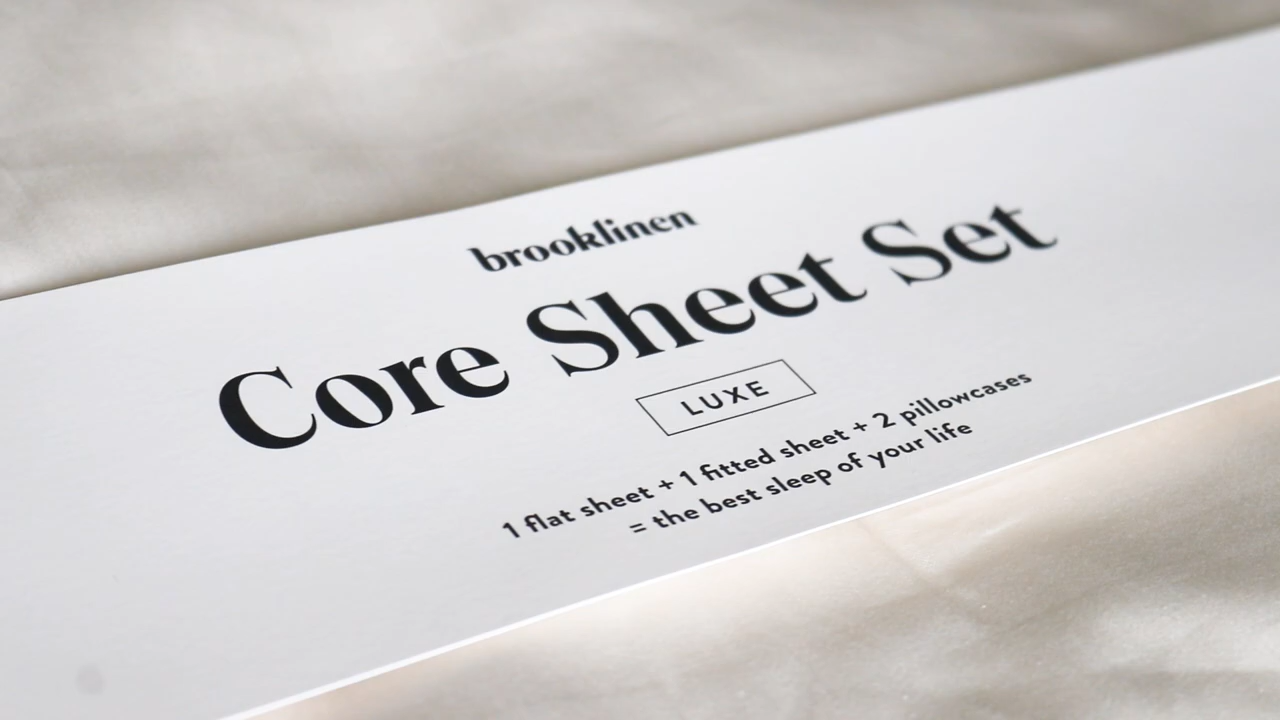 brooklinen
Core Sheet Set
LUXE
1 flat sheet + 1 fitted sheet + 2 pillowcases
= the best sleep of your life